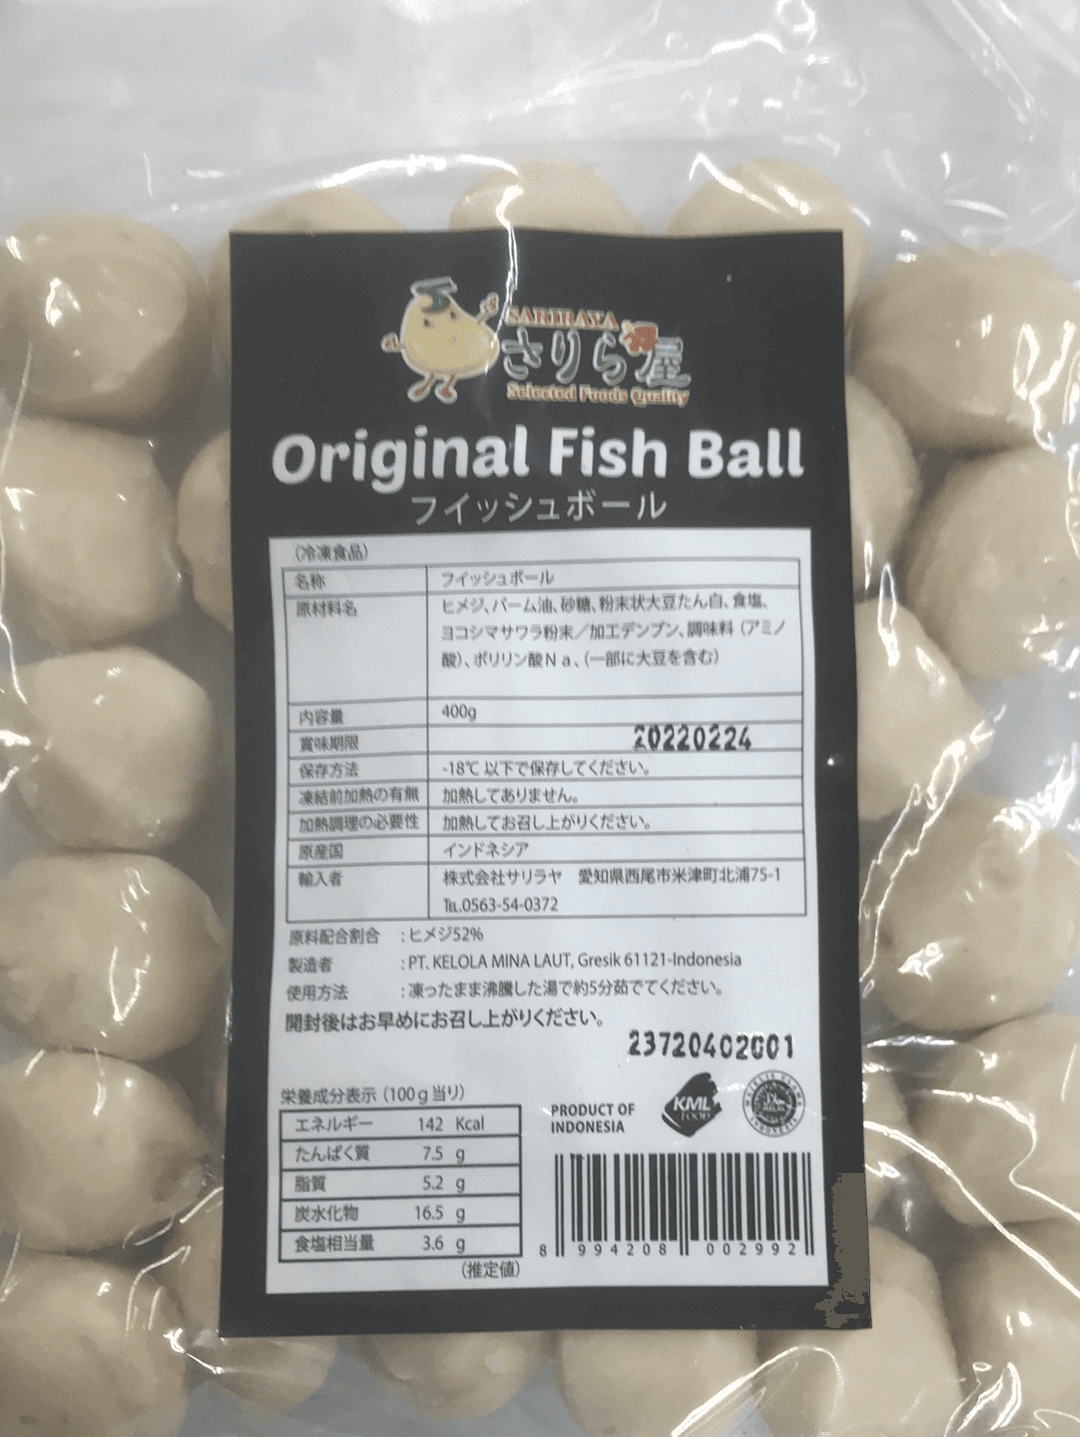 SARIRAYA
さりら屋
Selected Foods Quality
Original Fish Ball
フイッシュボール
（冷凍食品）
名称 フイッシュボール
原材料名 ヒメジ、パーム油、砂糖、粉末状大豆たん白、食塩、
ヨコシマサワラ粉末／加工デンプン、調味料（アミノ
酸）、ポリリン酸Ｎａ、（一部に大豆を含む）
内容量 400g
賞味期限 20220224
保存方法 -18℃ 以下で保存してください。
凍結前加熱の有無 加熱してありません。
加熱調理の必要性 加熱してお召し上がりください。
原産国 インドネシア
輸入者 株式会社サリラヤ 愛知県西尾市米津町北浦75-1
℡.0563-54-0372
原料配合割合 :ヒメジ52%
製造者 :PT. KELOLA MINA LAUT, Gresik 61121-Indonesia
使用方法 :凍ったまま沸騰した湯で約5分茹でてください。
開封後はお早めにお召し上がりください。
23720402001
栄養成分表示（100ｇ当り）
エネルギー 142 Kcal
たんぱく質 7.5 g
脂質 5.2 g
炭水化物 16.5 g
食塩相当量 3.6 g
（推定値）
PRODUCT OF
INDONESIA
KML
FOOD
MAJELIS ULAMA
HALAL
INDONESIA
8 994208 002992